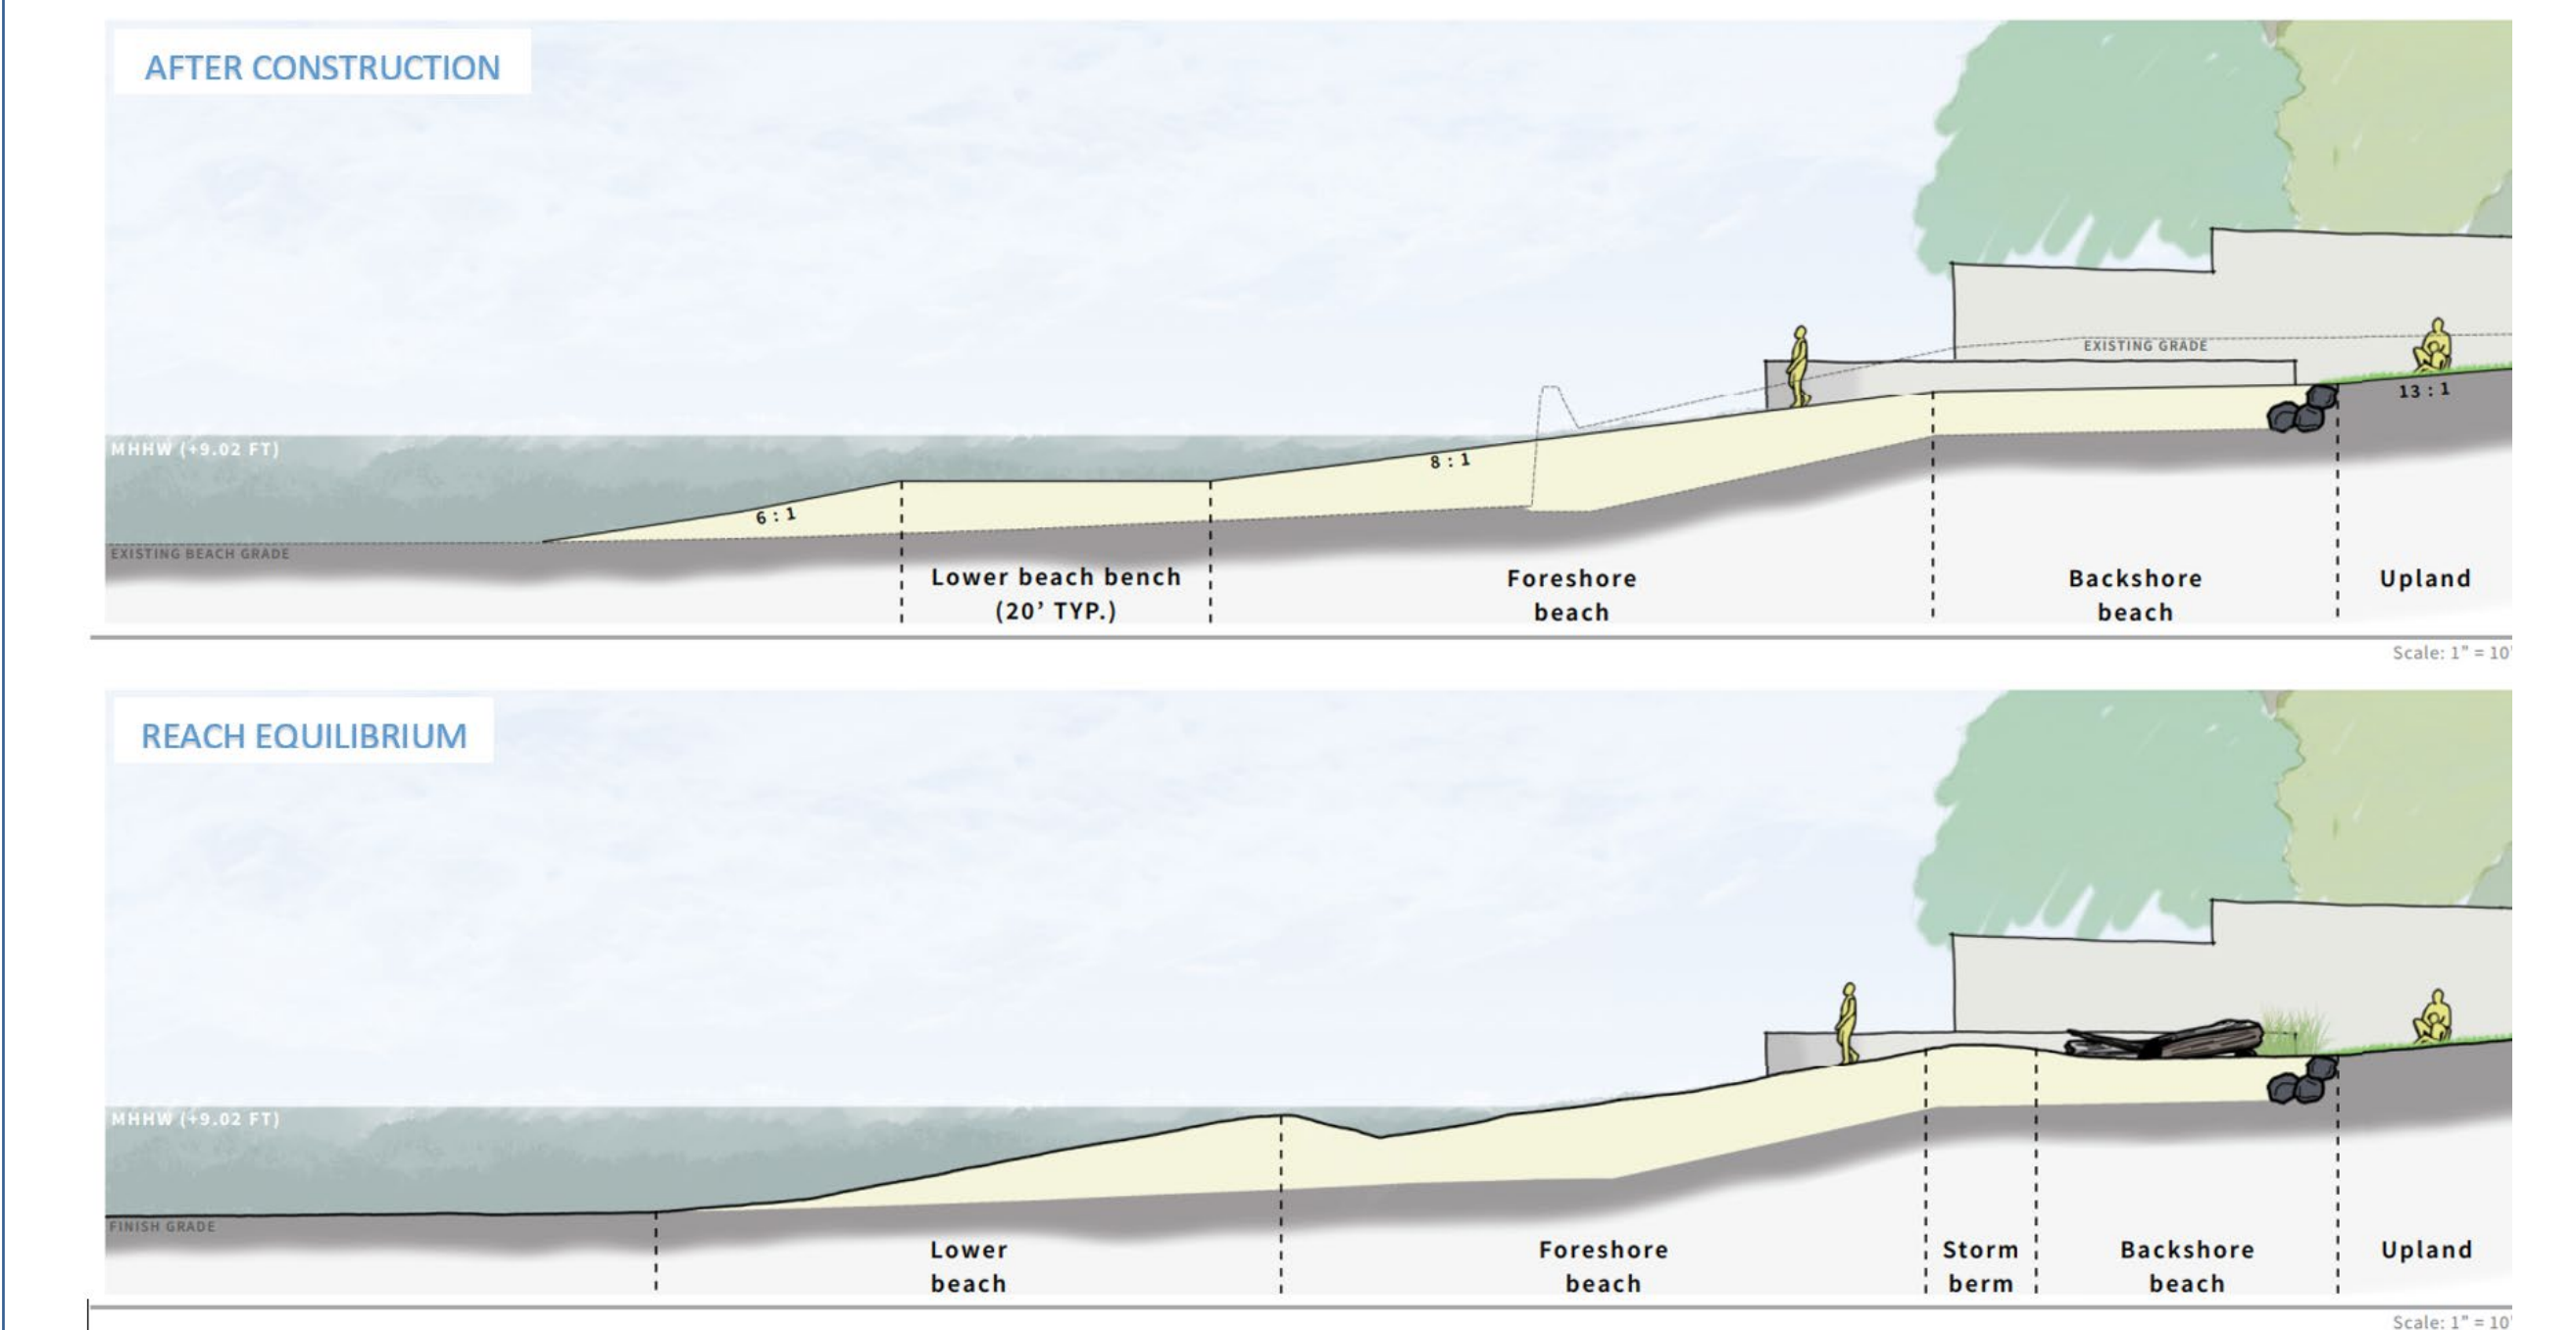 AFTER CONSTRUCTION
EXISTING GRADE
13 : 1
MHHW (+9.02 FT)
8 : 1
6 : 1
EXISTING BEACH GRADE
Lower beach bench
(20’ TYP.)
Foreshore
beach
Backshore
beach
Upland
Scale: 1” = 10'
REACH EQUILIBRIUM
MHHW (+9.02 FT)
FINISH GRADE
Lower
beach
Foreshore
beach
Storm
berm
Backshore
beach
Upland
Scale: 1” = 10'